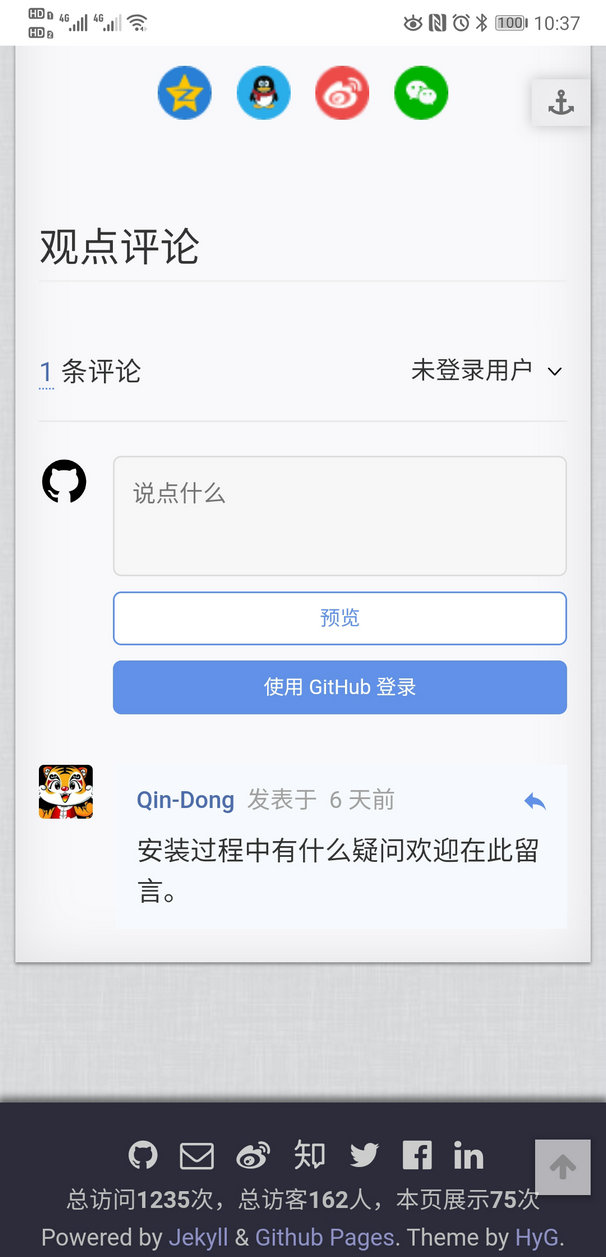 HD 1 4G 4G 100 10:37
HD 2
观点评论
1 条评论 未登录用户
说点什么
预览
使用 GitHub 登录
Qin-Dong 发表于 6 天前
安装过程中有什么疑问欢迎在此留
言。
知 in
总访问1235次，总访客162人，本页展示75次
Powered by Jekyll & Github Pages. Theme by HyG.